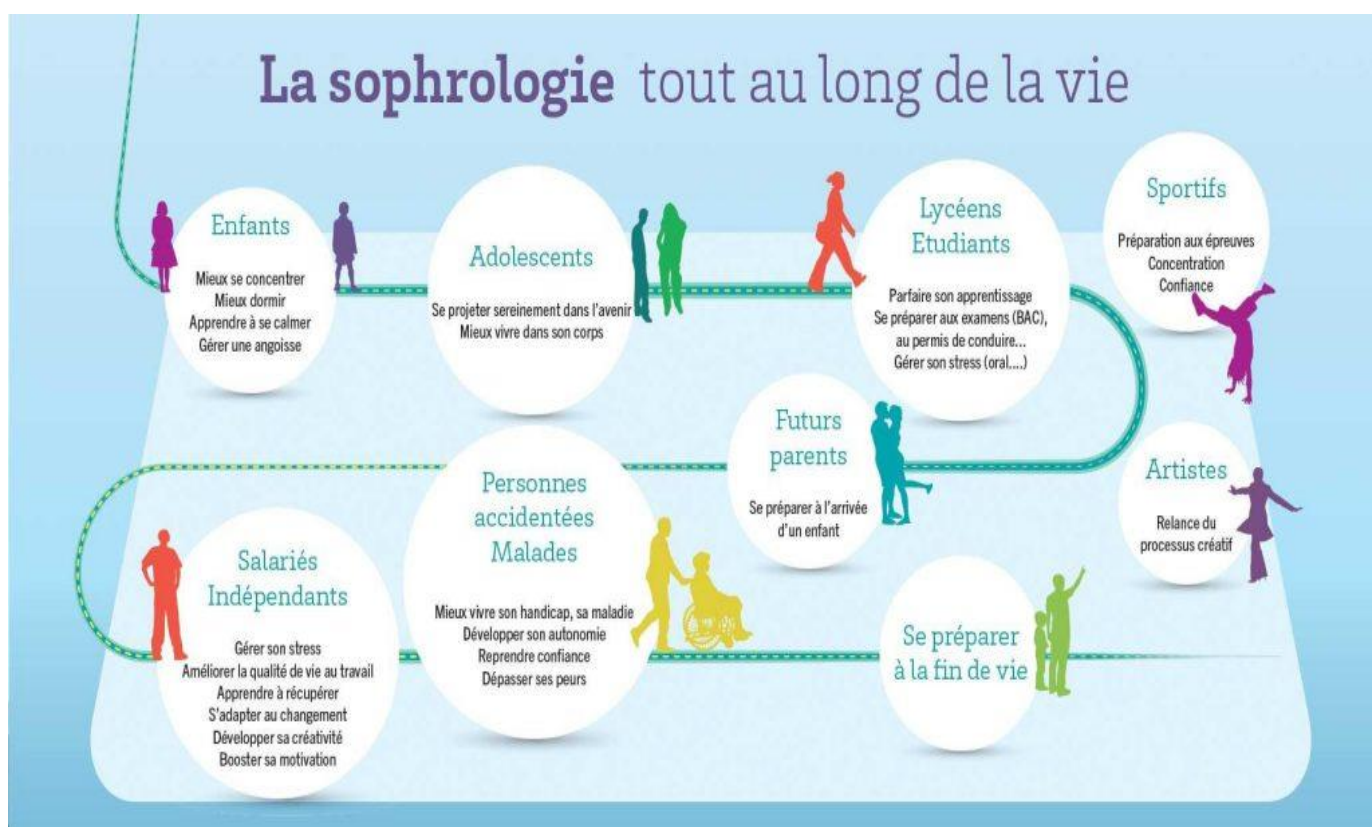 La sophrologie tout au long de la vie
Enfants
Mieux se concentrer
Mieux dormir
Apprendre à se calmer
Gérer une angoisse
Adolescents
Se projeter sereinement dans l'avenir
Mieux vivre dans son corps
Lycéens
Etudiants
Parfaire son apprentissage
Se préparer aux examens (BAC),
au permis de conduire...
Gérer son stress (oral....)
Sportifs
Préparation aux épreuves
Concentration
Confiance
Futurs
parents
Se préparer à l'arrivée
d'un enfant
Artistes
Relance du
processus créatif
Salariés
Indépendants
Gérer son stress
Améliorer la qualité de vie au travail
Apprendre à récupérer
S'adapter au changement
Développer sa créativité
Booster sa motivation
Personnes
accidentées
Malades
Mieux vivre son handicap, sa maladie
Développer son autonomie
Reprendre confiance
Dépasser ses peurs
Se préparer
à la fin de vie